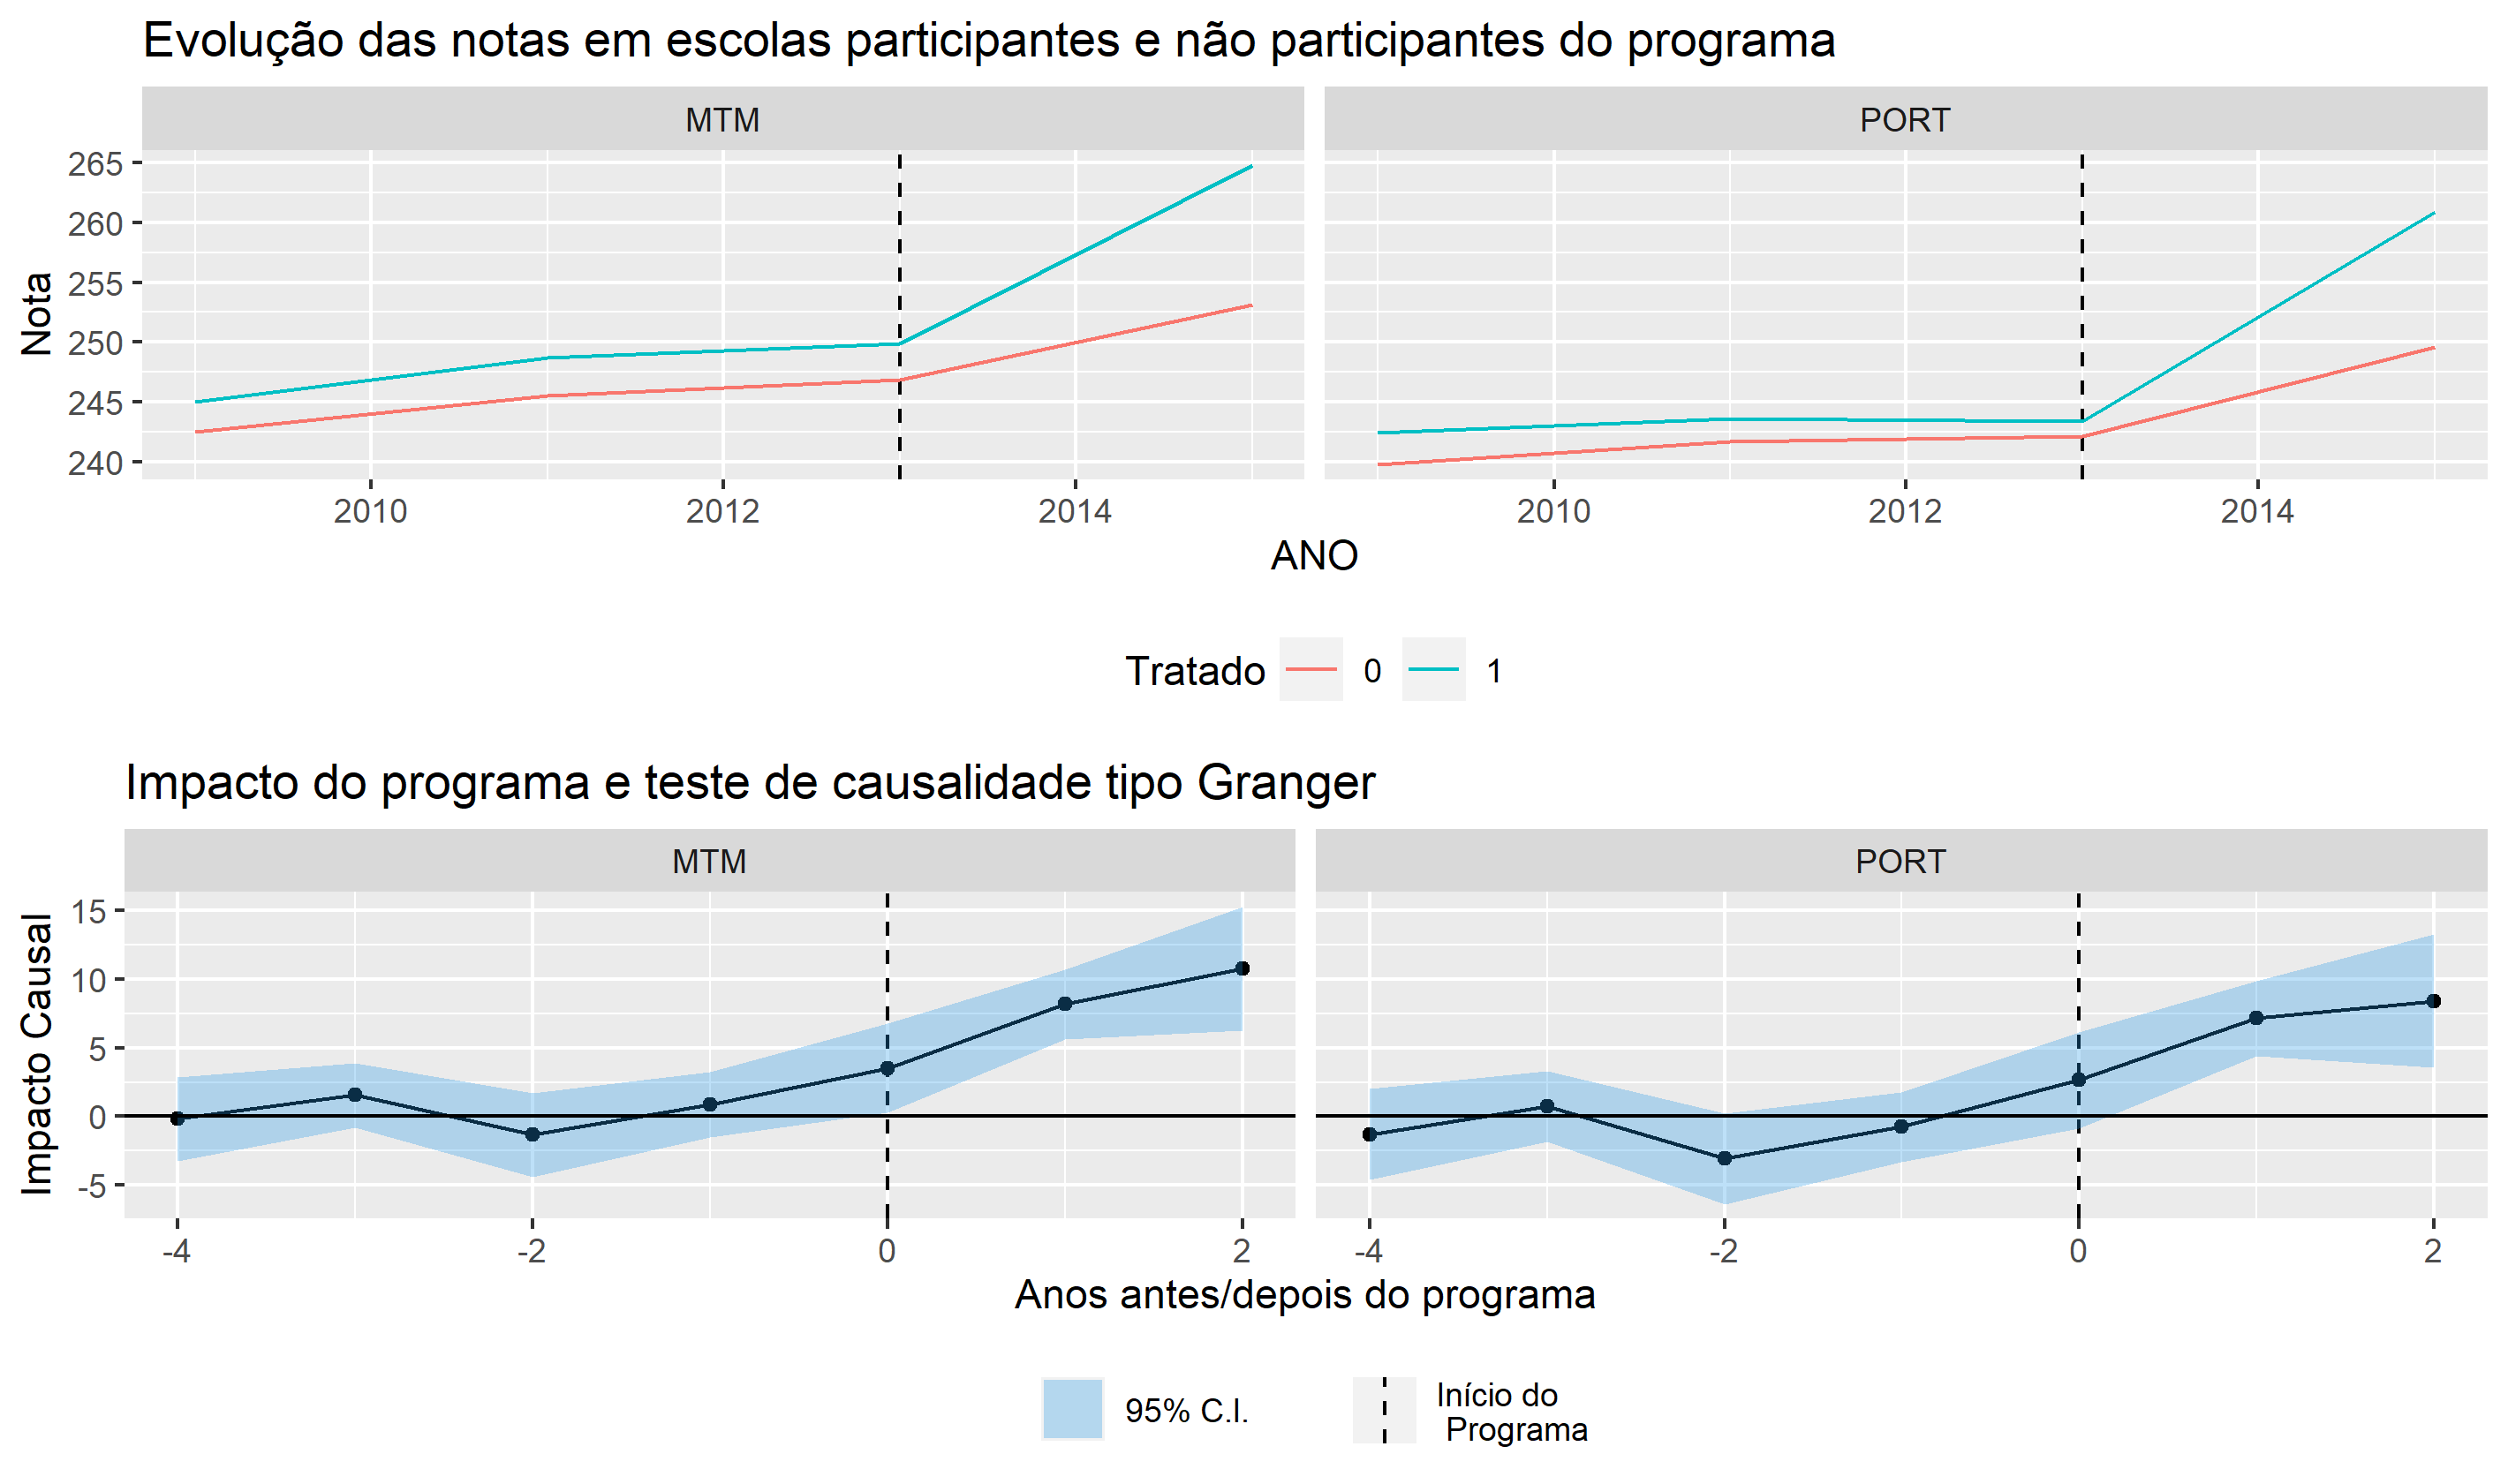 Evolução das notas em escolas participantes e não participantes do programa
MTM
PORT
Nota
265
260
255
250
245
240
2010
2012
2014
2010
2012
2014
ANO
Tratado
0
1
Impacto do programa e teste de causalidade tipo Granger
MTM
PORT
Impacto Causal
15
10
5
0
-5
-4
-2
0
2
-4
-2
0
2
Anos antes/depois do programa
95% C.I.
Início do
Programa